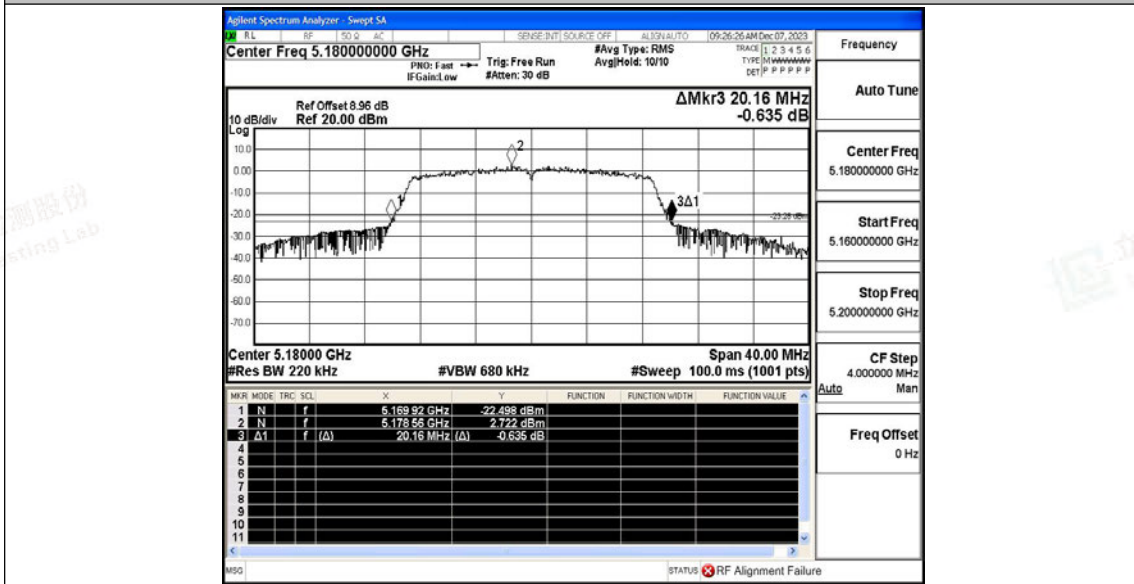 Agilent Spectrum Analyzer - Swept SA
RL RF 50 Ω AC SENSE:INT SOURCE OFF ALIGNAUTO 09:26:26 AM Dec 07, 2023
Center Freq 5.180000000 GHz
#Avg Type: RMS
TRACE 1 2 3 4 5 6
PNO: Fast Trig: Free Run Avg|Hold: 10/10
TYPE M WWWWW
IFGain:Low #Atten: 30 dB
DET P P P P P P
Frequency
Auto Tune
Center Freq
5.180000000 GHz
Start Freq
5.160000000 GHz
Stop Freq
5.200000000 GHz
CF Step
4.000000 MHz
Auto Man
Freq Offset
0 Hz
Ref Offset 8.96 dB
ΔMkr3 20.16 MHz
10 dB/div Ref 20.00 dBm
-0.635 dB
Log
10.0
0.00
-10.0
-20.0
-30.0
-40.0
-50.0
-60.0
-70.0
2
1
3Δ1
-23.28 dBm
Center 5.18000 GHz Span 40.00 MHz
#Res BW 220 kHz #VBW 680 kHz #Sweep 100.0 ms (1001 pts)
MKR MODE TRC SCL X Y FUNCTION FUNCTION WIDTH FUNCTION VALUE
1 N f 5.169 92 GHz -22.498 dBm
2 N f 5.178 56 GHz 2.722 dBm
3 Δ1 f (Δ) 20.16 MHz (Δ) -0.635 dB
4
5
6
7
8
9
10
11
MSG STATUS RF Alignment Failure
测股份
sting Lab
立